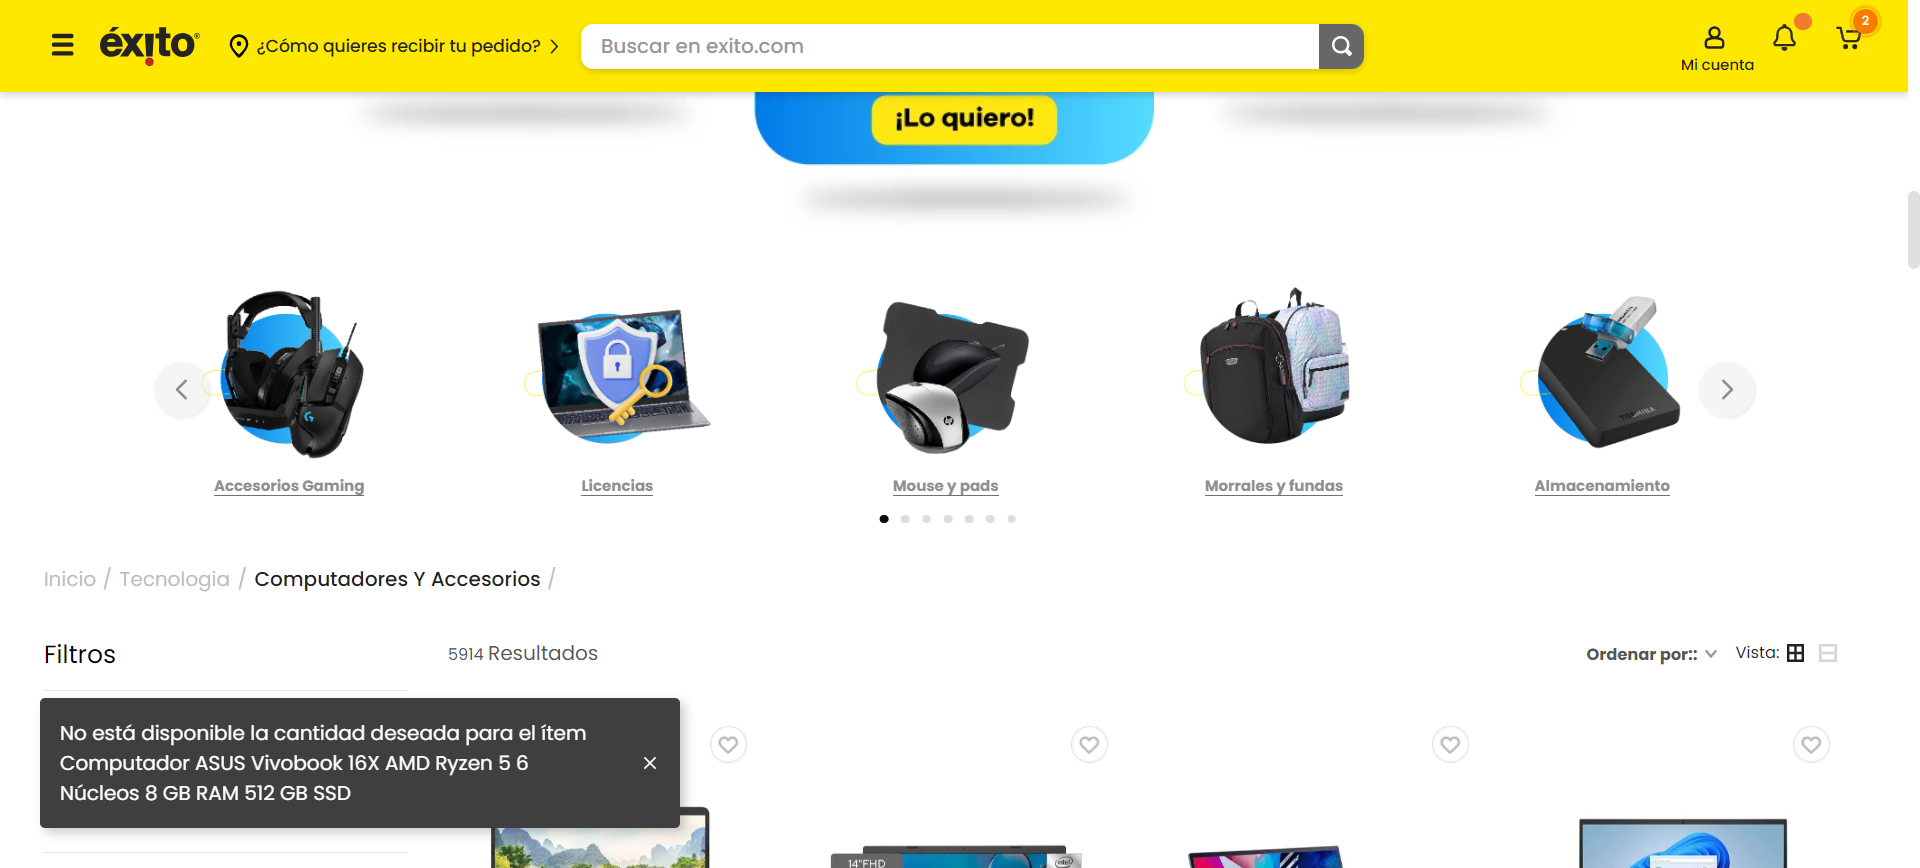 éxito
¿Cómo quieres recibir tu pedido?
Buscar en exito.com
Mi cuenta
2
¡Lo quiero!
Accesorios Gaming
Licencias
Mouse y pads
Morrales y fundas
Almacenamiento
TOSHIBA
hp
Inicio / Tecnologia / Computadores Y Accesorios /
Filtros
5914 Resultados
Ordenar por::
Vista:
No está disponible la cantidad deseada para el ítem
Computador ASUS Vivobook 16X AMD Ryzen 5 6
Núcleos 8 GB RAM 512 GB SSD
14"FHD
intel